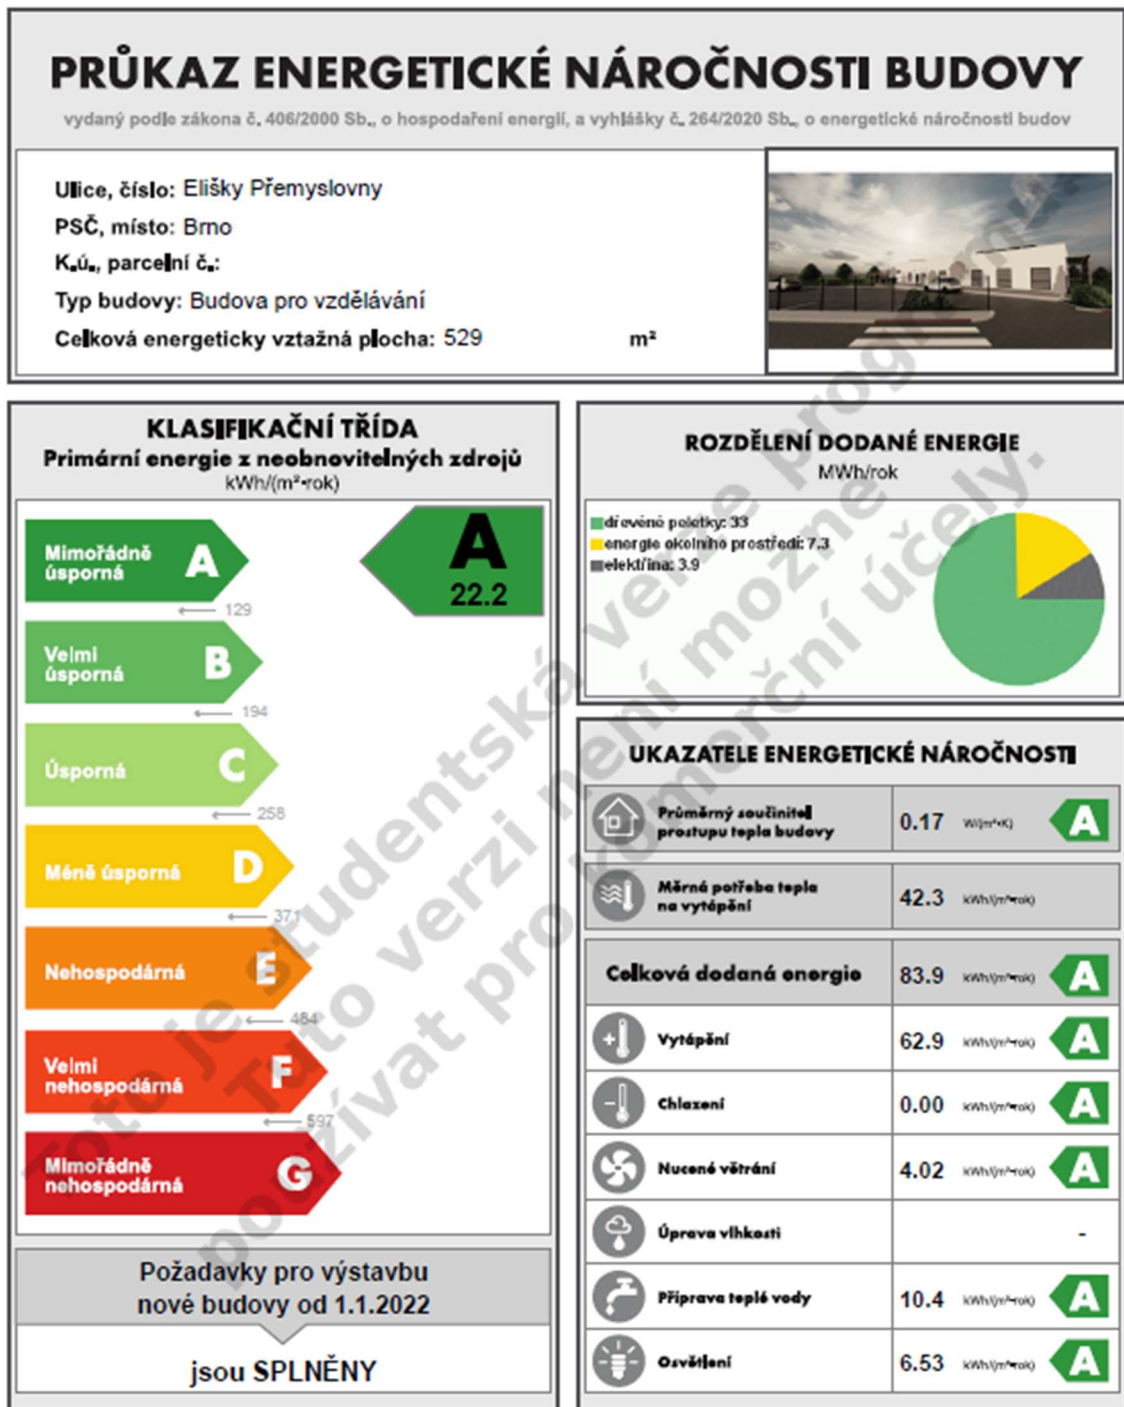 PRŮKAZ ENERGETICKÉ NÁROČNOSTI BUDOVY
vydaný podle zákona č. 406/2000 Sb., o hospodaření energií, a vyhlášky č. 264/2020 Sb., o energetické náročnosti budov
Ulice, číslo: Elišky Přemyslovny
PSČ, místo: Brno
K.ú., parcelní č.:
Typ budovy: Budova pro vzdělávání
Celková energeticky vztažná plocha: 529 m²
KLASIFIKAČNÍ TŘÍDA
Primární energie z neobnovitelných zdrojů
kWh/(m²•rok)
Mimořádně
úsporná
A
A
22.2
129
Velmi
úsporná
B
194
Úsporná
C
258
Méně úsporná
D
371
Nehospodárná
E
484
Velmi
nehospodárná
F
597
Mimořádně
nehospodárná
G
Požadavky pro výstavbu
nové budovy od 1.1.2022
jsou SPLNĚNY
ROZDĚLENÍ DODANÉ ENERGIE
MWh/rok
dřevěné peletky: 33
energie okolního prostředí: 7.3
elektřina: 3.9
UKAZATELE ENERGETICKÉ NÁROČNOSTI
Průměrný součinitel
prostupu tepla budovy
0.17 W/(m²•K) A
Měrná potřeba tepla
na vytápění
42.3 kWh/(m²•rok)
Celková dodaná energie 83.9 kWh/(m²•rok) A
Vytápění 62.9 kWh/(m²•rok) A
Chlazení 0.00 kWh/(m²•rok) A
Nucené větrání 4.02 kWh/(m²•rok) A
Úprava vlhkosti -
Příprava teplé vody 10.4 kWh/(m²•rok) A
Osvětlení 6.53 kWh/(m²•rok) A
Toto je studentská verze programu.
Tuto verzi není možné
používat pro komerční účely.